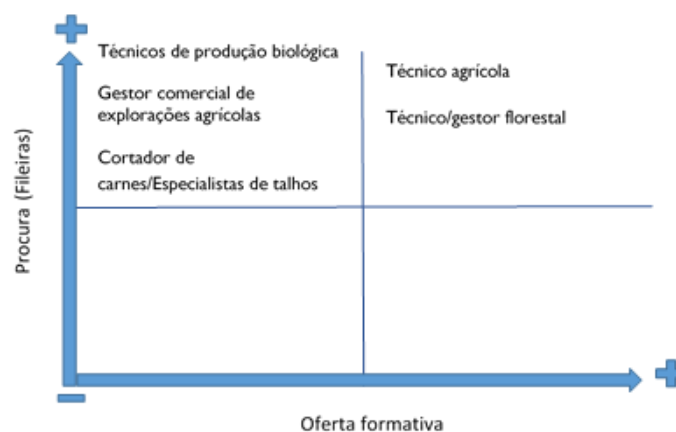 Técnicos de produção biológica
Gestor comercial de
explorações agrícolas
Cortador de
carnes/Especialistas de talhos
Técnico agrícola
Técnico/gestor florestal
Procura (Fileiras)
Oferta formativa